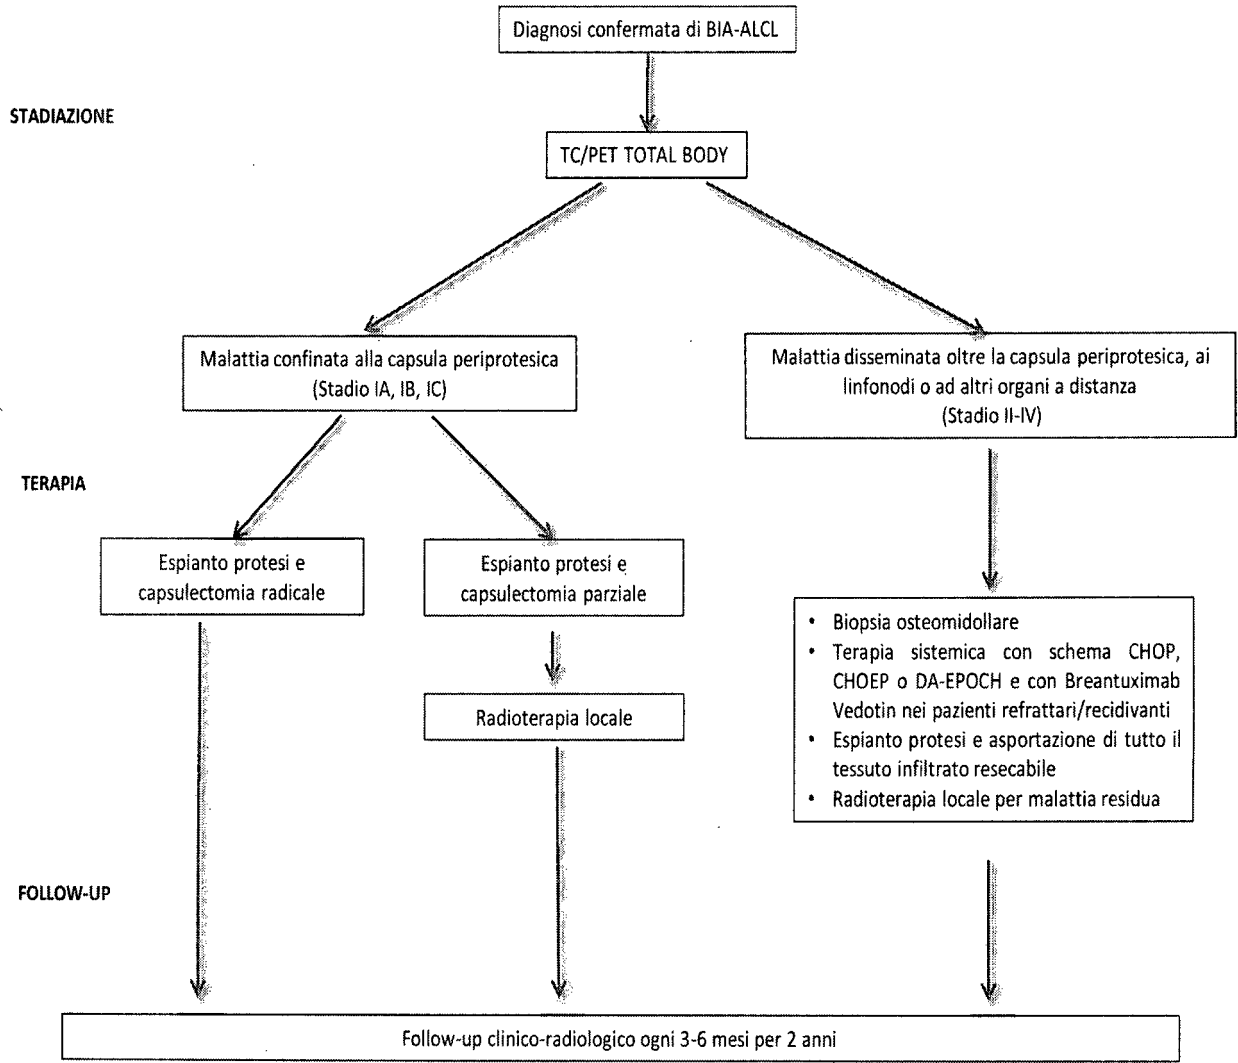 Diagnosi confermata di BIA-ALCL
STADIAZIONE
TC/PET TOTAL BODY
Malattia confinata alla capsula periprotesica
(Stadio IA, IB, IC)
Malattia disseminata oltre la capsula periprotesica, ai
linfonodi o ad altri organi a distanza
(Stadio II-IV)
TERAPIA
Espianto protesi e
capsulectomia radicale
Espianto protesi e
capsulectomia parziale
Radioterapia locale
• Biopsia osteomidollare
• Terapia sistemica con schema CHOP,
CHOEP o DA-EPOCH e con Breantuximab
Vedotin nei pazienti refrattari/recidivanti
• Espianto protesi e asportazione di tutto il
tessuto infiltrato resecabile
• Radioterapia locale per malattia residua
FOLLOW-UP
Follow-up clinico-radiologico ogni 3-6 mesi per 2 anni